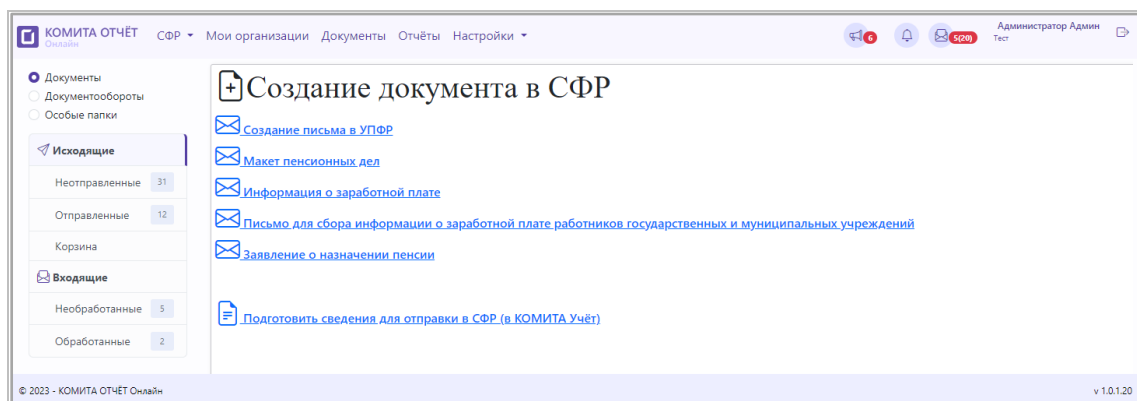 КОМИТА ОТЧЁТ
Онлайн
СФР Мои организации Документы Отчёты Настройки
6
5(20)
Администратор Админ
Тест
Документы
Документообороты
Особые папки
Исходящие
Неотправленные 31
Отправленные 12
Корзина
Входящие
Необработанные 5
Обработанные 2
Создание документа в СФР
Создание письма в УПФР
Макет пенсионных дел
Информация о заработной плате
Письмо для сбора информации о заработной плате работников государственных и муниципальных учреждений
Заявление о назначении пенсии
Подготовить сведения для отправки в СФР (в КОМИТА Учёт)
© 2023 - КОМИТА ОТЧЁТ Онлайн
v 1.0.1.20